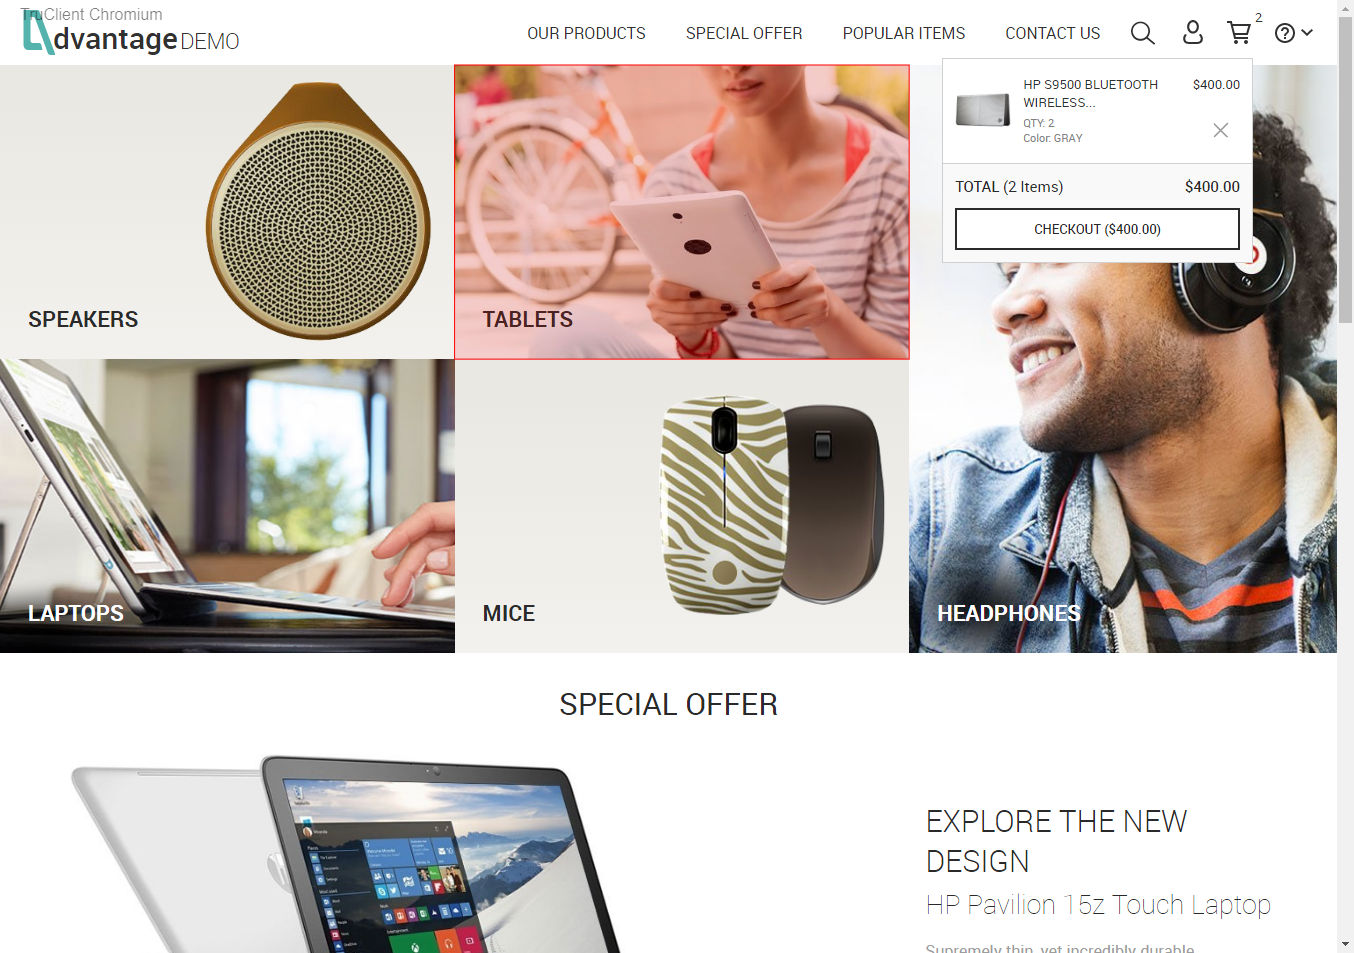 TruClient Chromium
dvantage DEMO
OUR PRODUCTS
SPECIAL OFFER
POPULAR ITEMS
CONTACT US
2
HP S9500 BLUETOOTH
WIRELESS...
$400.00
QTY: 2
Color: GRAY
TOTAL (2 Items)
$400.00
CHECKOUT ($400.00)
SPEAKERS
TABLETS
LAPTOPS
MICE
HEADPHONES
SPECIAL OFFER
EXPLORE THE NEW
DESIGN
HP Pavilion 15z Touch Laptop
Supremely thin, yet incredibly durable